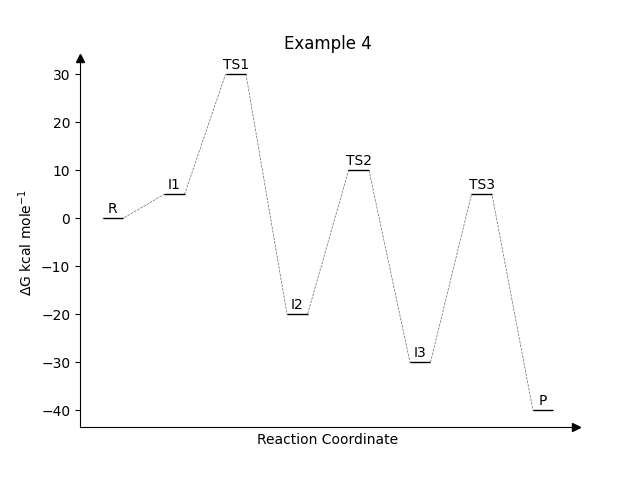 Example 4
ΔG kcal mole⁻¹
30
20
10
0
−10
−20
−30
−40
R
I1
TS1
I2
TS2
I3
TS3
P
Reaction Coordinate